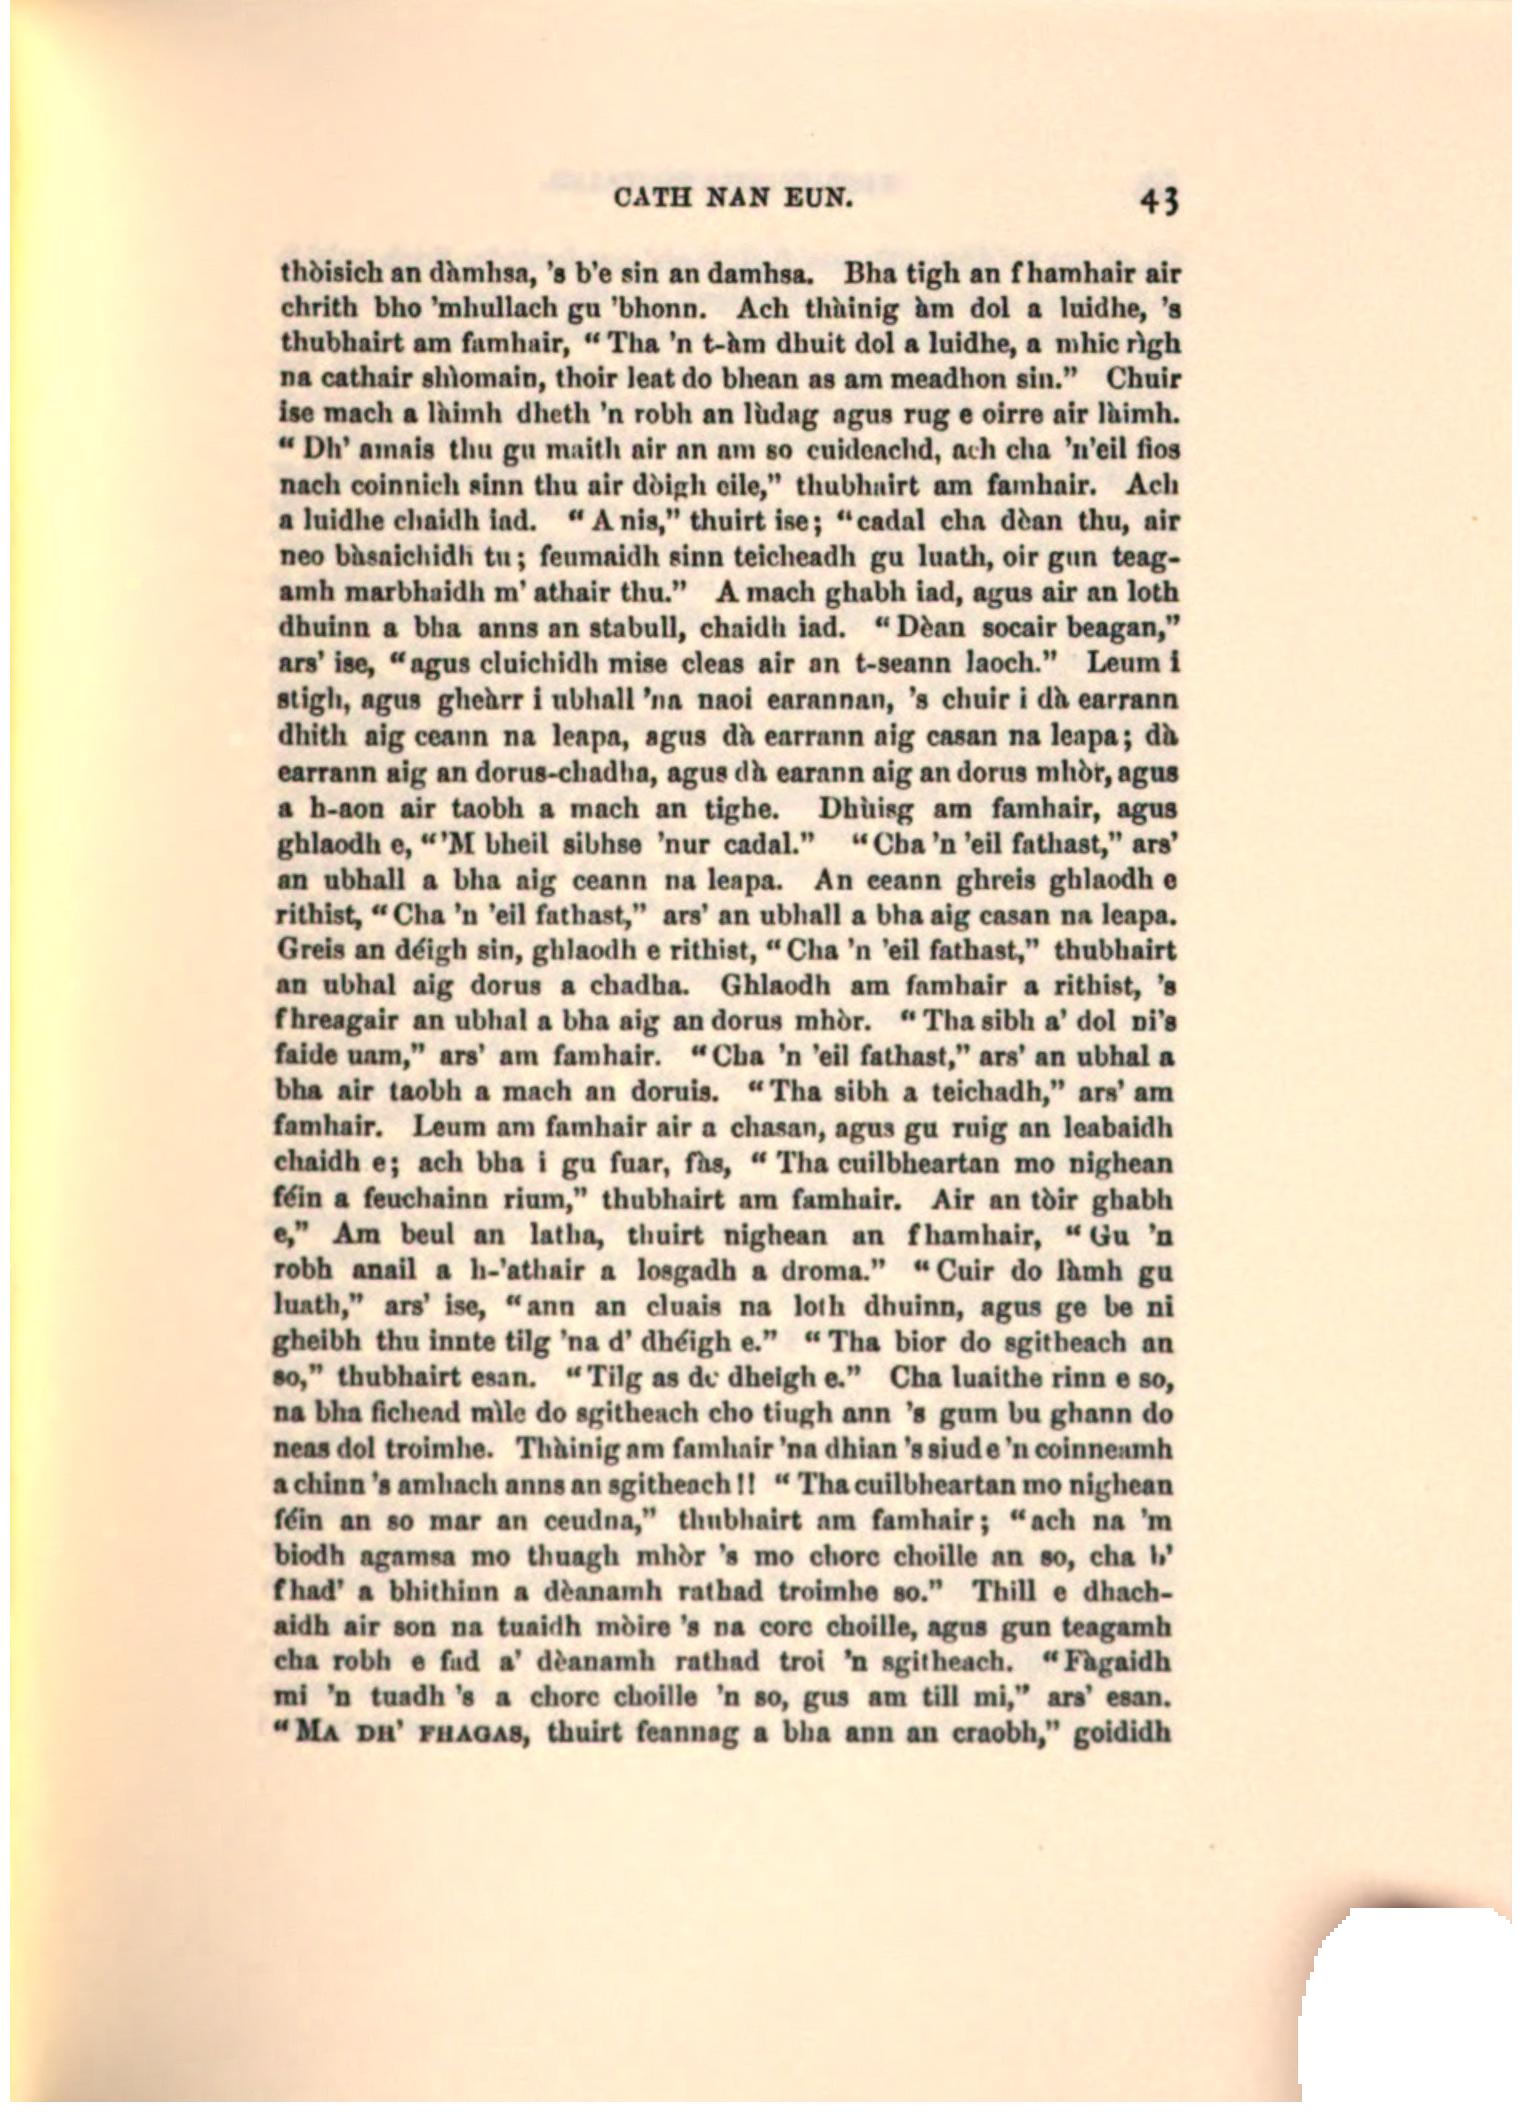 CATH NAN EUN. 43
thòisich an dàmhsa, 's b'e sin an damhsa. Bha tigh an fhamhair air
chrith bho 'mhullach gu 'bhonn. Ach thàinig àm dol a luidhe, 's
thubhairt am famhair, “Tha 'n t-àm dhuit dol a luidhe, a mhic rìgh
na cathair shìomain, thoir leat do bhean as am meadhon sin.” Chuir
ise mach a làimh dheth 'n robh an lùdag agus rug e oirre air làimh.
“Dh' amais thu gu maith air an am so cuideachd, ach cha 'n'eil fios
nach coinnich sinn thu air dòigh eile,” thubhairt am famhair. Ach
a luidhe chaidh iad. “A nis,” thuirt ise; “cadal cha dèan thu, air
neo bàsaichidh tu; feumaidh sinn teicheadh gu luath, oir gun teag-
amh marbhaidh m' athair thu.” A mach ghabh iad, agus air an loth
dhuinn a bha anns an stabull, chaidh iad. “Dèan socair beagan,”
ars' ise, “agus cluichidh mise cleas air an t-seann laoch.” Leum i
stigh, agus gheàrr i ubhall 'na naoi earannan, 's chuir i dà earrann
dhith aig ceann na leapa, agus dà earrann aig casan na leapa; dà
earrann aig an dorus-chadha, agus dà earann aig an dorus mhòr, agus
a h-aon air taobh a mach an tighe. Dhùisg am famhair, agus
ghlaodh e, “'M bheil sibhse 'nur cadal.” “Cha 'n 'eil fathast,” ars'
an ubhall a bha aig ceann na leapa. An ceann ghreis ghlaodh e
rithist, “Cha 'n 'eil fathast,” ars' an ubhall a bha aig casan na leapa.
Greis an déigh sin, ghlaodh e rithist, “Cha 'n 'eil fathast,” thubhairt
an ubhal aig dorus a chadha. Ghlaodh am famhair a rithist, 's
fhreagair an ubhal a bha aig an dorus mhòr. “Tha sibh a' dol ni's
faide uam,” ars' am famhair. “Cha 'n 'eil fathast,” ars' an ubhal a
bha air taobh a mach an doruis. “Tha sibh a teichadh,” ars' am
famhair. Leum am famhair air a chasan, agus gu ruig an leabaidh
chaidh e; ach bha i gu fuar, fàs, “Tha cuilbheartan mo nighean
féin a feuchainn rium,” thubhairt am famhair. Air an tòir ghabh
e,” Am beul an latha, thuirt nighean an fhamhair, “Gu 'n
robh anail a h-'athair a losgadh a droma.” “Cuir do làmh gu
luath,” ars' ise, “ann an cluais na loth dhuinn, agus ge be ni
gheibh thu innte tilg 'na d' dhéigh e.” “Tha bior do sgitheach an
so,” thubhairt esan. “Tilg as do dheigh e.” Cha luaithe rinn e so,
na bha fichead mìle do sgitheach cho tiugh ann 's gum bu ghann do
neas dol troimhe. Thàinig am famhair 'na dhian 's siud e 'n coinneamh
a chinn 's amhach anns an sgitheach!! “Tha cuilbheartan mo nighean
féin an so mar an ceudna,” thubhairt am famhair; “ach na 'm
biodh agamsa mo thuagh mhòr 's mo chorc choille an so, cha b'
fhad' a bhithinn a dèanamh rathad troimhe so.” Thill e dhach-
aidh air son na tuaidh mòire 's na corc choille, agus gun teagamh
cha robh e fad a' dèanamh rathad troi 'n sgitheach. “Fàgaidh
mi 'n tuadh 's a chorc choille 'n so, gus am till mi,” ars' esan.
“MA DH' FHAGAS, thuirt feannag a bha ann an craobh,” goididh